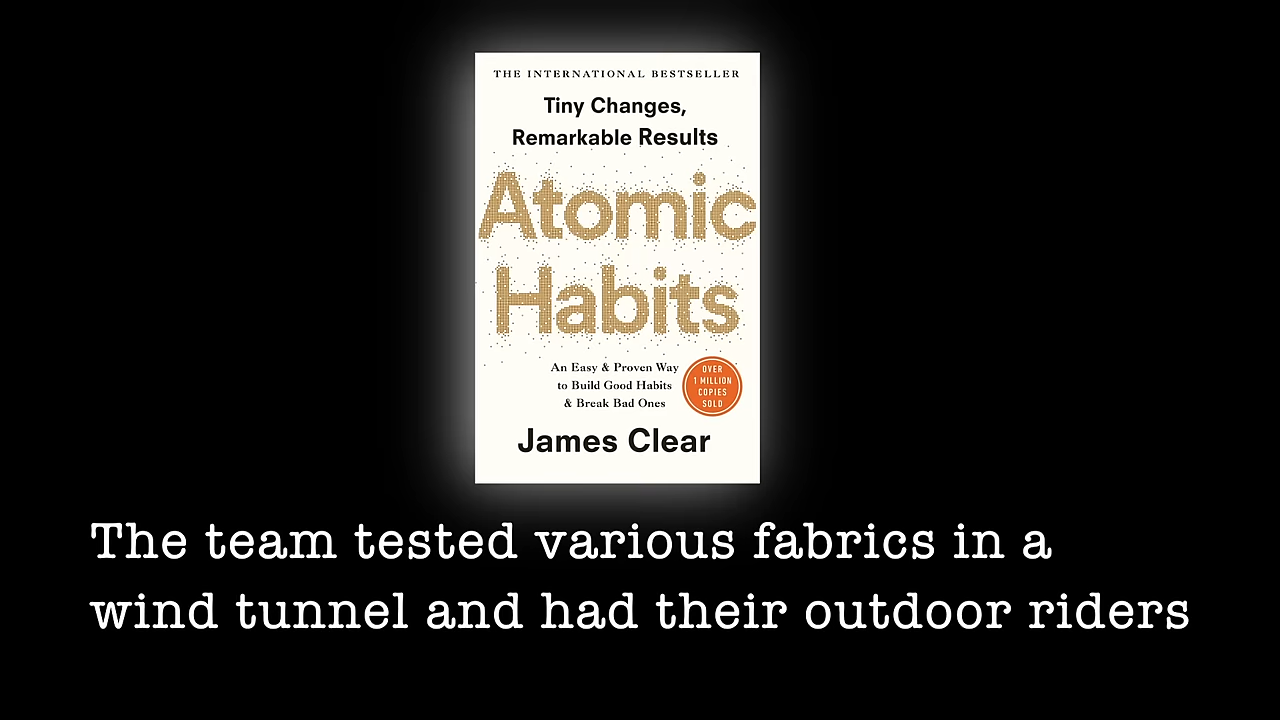 THE INTERNATIONAL BESTSELLER
Tiny Changes,
Remarkable Results
Atomic
Habits
An Easy & Proven Way
to Build Good Habits
& Break Bad Ones
OVER
1 MILLION
COPIES
SOLD
James Clear
The team tested various fabrics in a
wind tunnel and had their outdoor riders